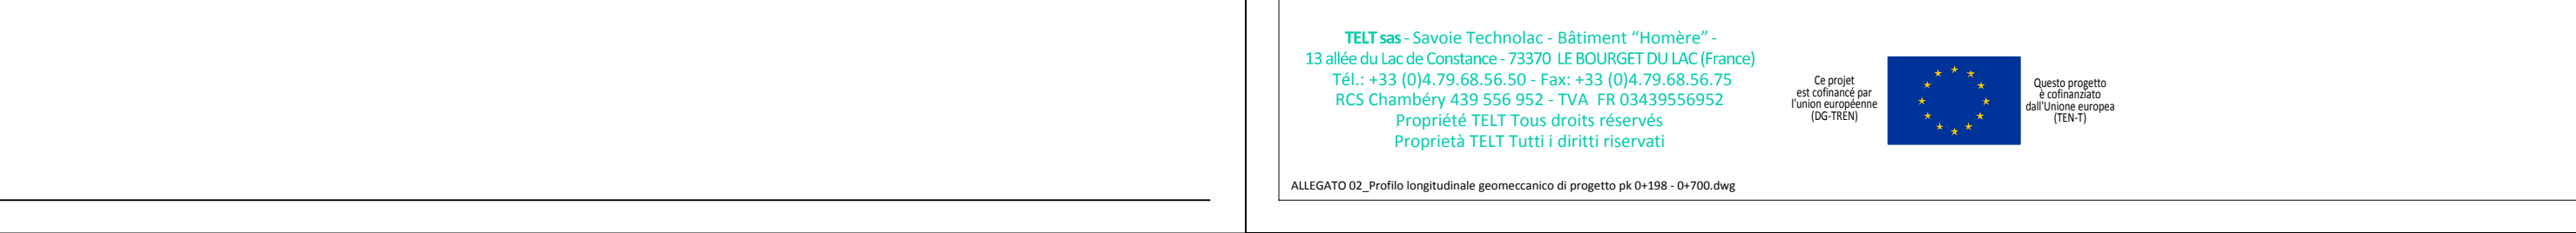 TELT sas - Savoie Technolac - Bâtiment “Homère” -
13 allée du Lac de Constance - 73370 LE BOURGET DU LAC (France)
Tél.: +33 (0)4.79.68.56.50 - Fax: +33 (0)4.79.68.56.75
RCS Chambéry 439 556 952 - TVA FR 03439556952
Propriété TELT Tous droits réservés
Proprietà TELT Tutti i diritti riservati
Ce projet
est cofinancé par
l'union européenne
(DG-TREN)
Questo progetto
è cofinanziato
dall'Unione europea
(TEN-T)
ALLEGATO 02_Profilo longitudinale geomeccanico di progetto pk 0+198 - 0+700.dwg